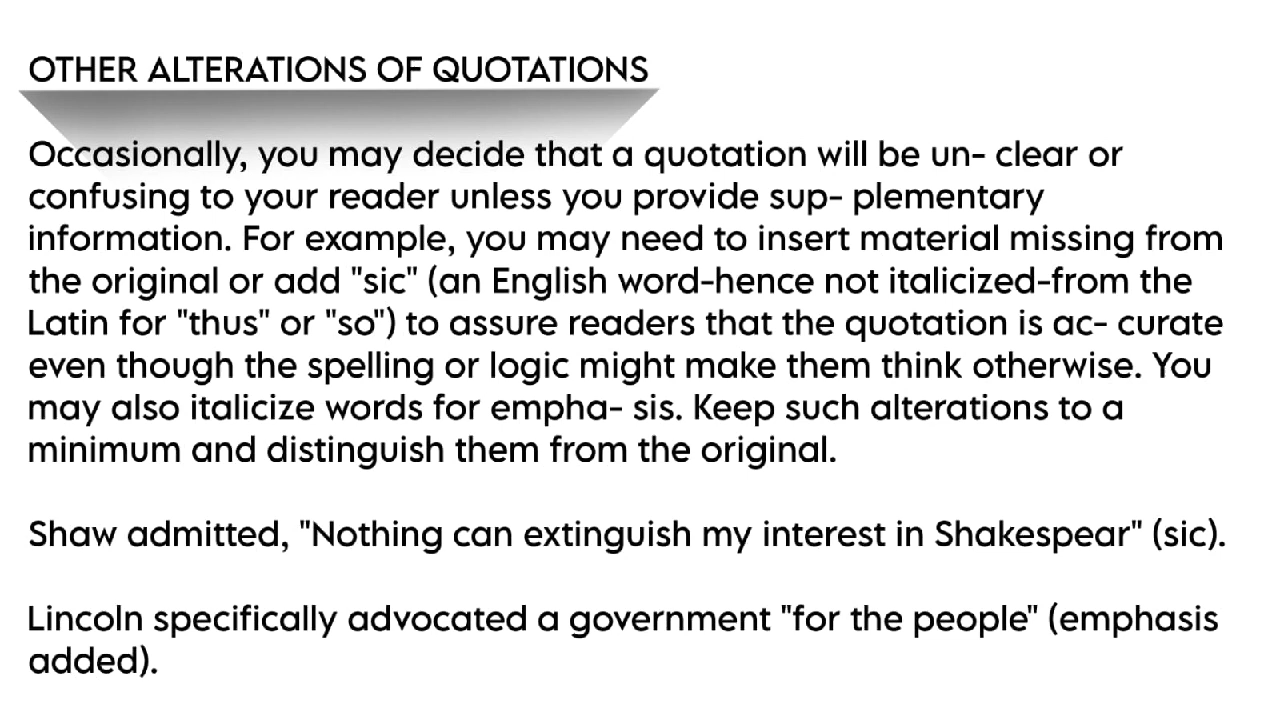 OTHER ALTERATIONS OF QUOTATIONS
Occasionally, you may decide that a quotation will be un- clear or
confusing to your reader unless you provide sup- plementary
information. For example, you may need to insert material missing from
the original or add "sic" (an English word-hence not italicized-from the
Latin for "thus" or "so") to assure readers that the quotation is ac- curate
even though the spelling or logic might make them think otherwise. You
may also italicize words for empha- sis. Keep such alterations to a
minimum and distinguish them from the original.
Shaw admitted, "Nothing can extinguish my interest in Shakespear" (sic).
Lincoln specifically advocated a government "for the people" (emphasis
added).